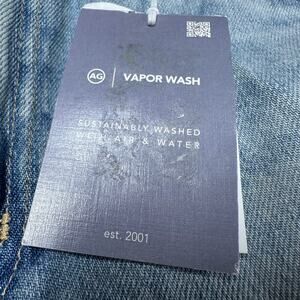 AG | VAPOR WASH
SUSTAINABLY WASHED
WITH AIR & WATER
est. 2001